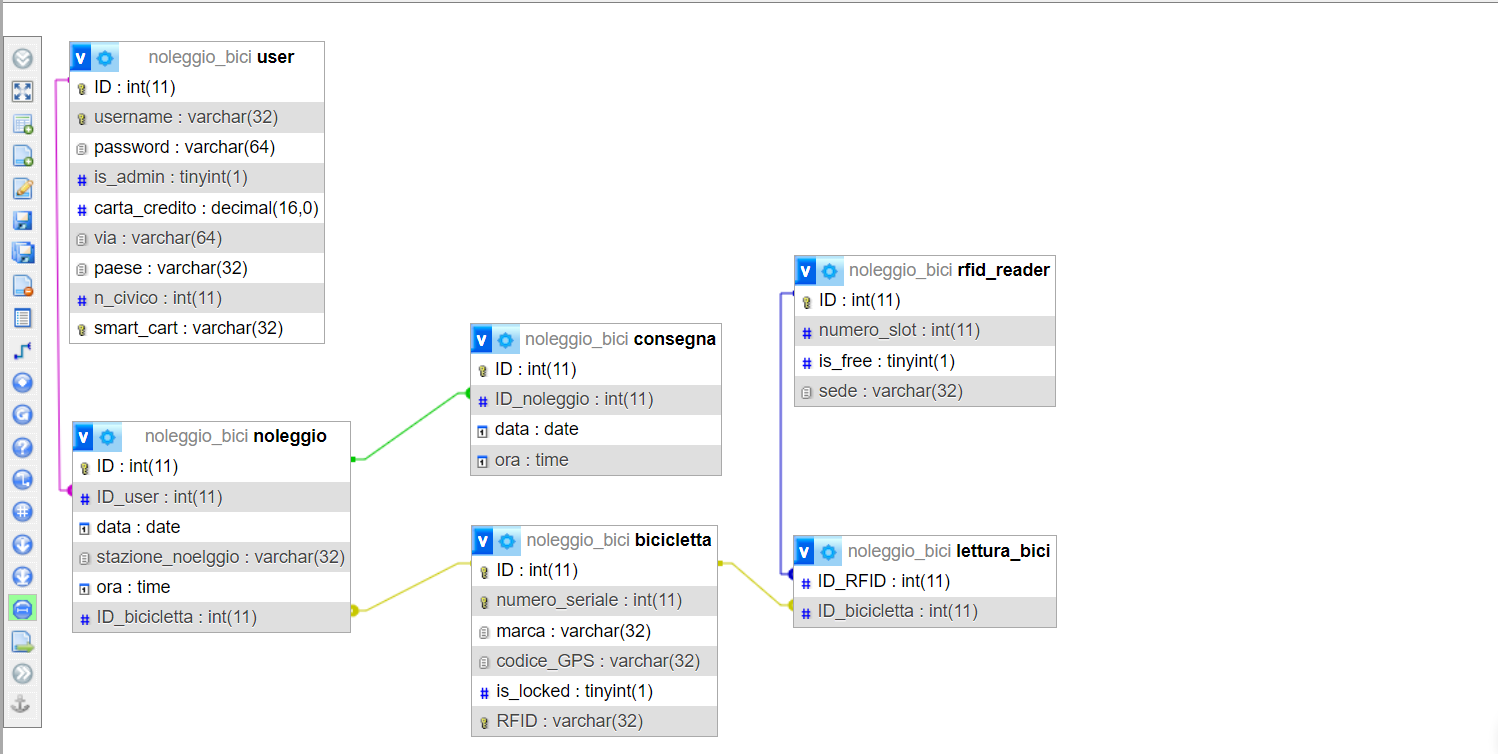 noleggio_bici user
ID : int(11)
username : varchar(32)
password : varchar(64)
is_admin : tinyint(1)
carta_credito : decimal(16,0)
via : varchar(64)
paese : varchar(32)
n_civico : int(11)
smart_cart : varchar(32)
noleggio_bici noleggio
ID : int(11)
ID_user : int(11)
data : date
stazione_noelggio : varchar(32)
ora : time
ID_bicicletta : int(11)
noleggio_bici consegna
ID : int(11)
ID_noleggio : int(11)
data : date
ora : time
noleggio_bici bicicletta
ID : int(11)
numero_seriale : int(11)
marca : varchar(32)
codice_GPS : varchar(32)
is_locked : tinyint(1)
RFID : varchar(32)
noleggio_bici rfid_reader
ID : int(11)
numero_slot : int(11)
is_free : tinyint(1)
sede : varchar(32)
noleggio_bici lettura_bici
ID_RFID : int(11)
ID_bicicletta : int(11)